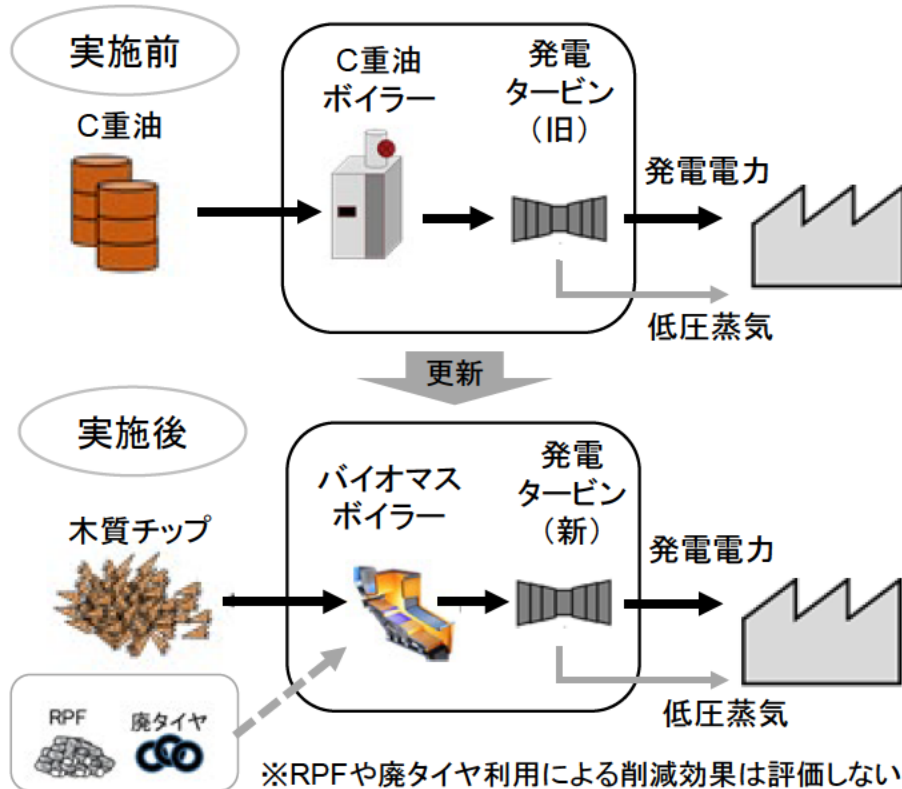 実施前
C重油
C重油
ボイラー
発電
タービン
（旧）
発電電力
低圧蒸気
更新
実施後
木質チップ
バイオマス
ボイラー
発電
タービン
（新）
発電電力
低圧蒸気
RPF
廃タイヤ
※RPFや廃タイヤ利用による削減効果は評価しない